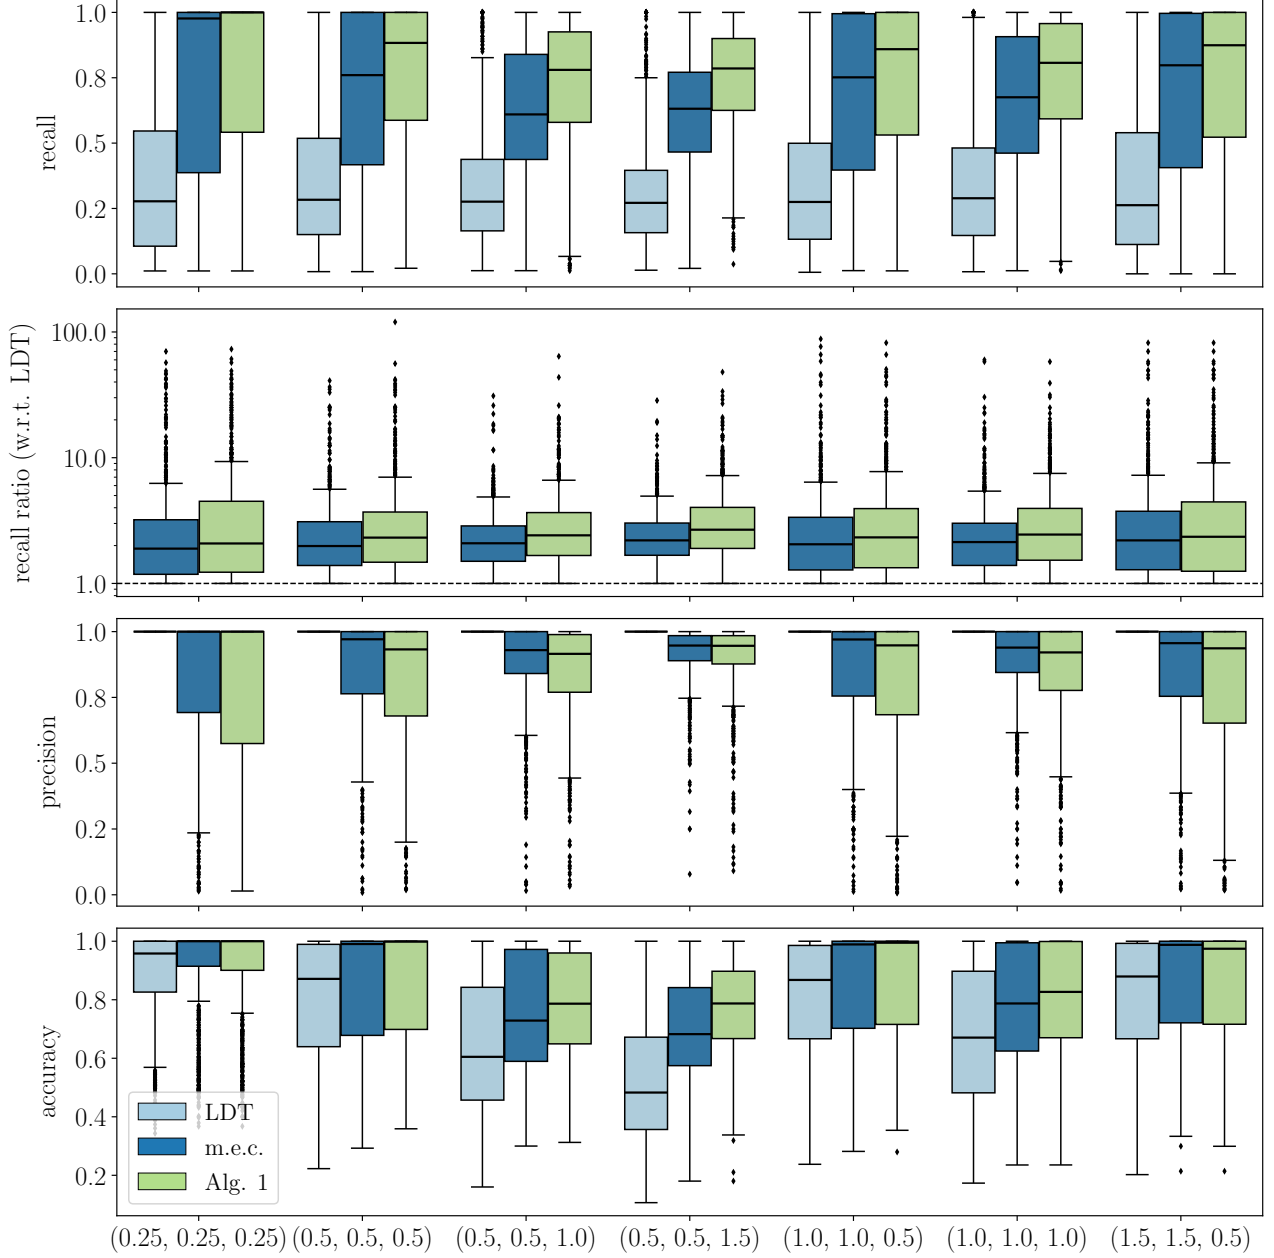 recall
1.0
0.8
0.5
0.2
0.0
recall ratio (w.r.t. LDT)
100.0
10.0
1.0
precision
1.0
0.8
0.5
0.2
0.0
accuracy
1.0
0.8
0.6
0.4
0.2
LDT
m.e.c.
Alg. 1
(0.25, 0.25, 0.25) (0.5, 0.5, 0.5) (0.5, 0.5, 1.0) (0.5, 0.5, 1.5) (1.0, 1.0, 0.5) (1.0, 1.0, 1.0) (1.5, 1.5, 0.5)